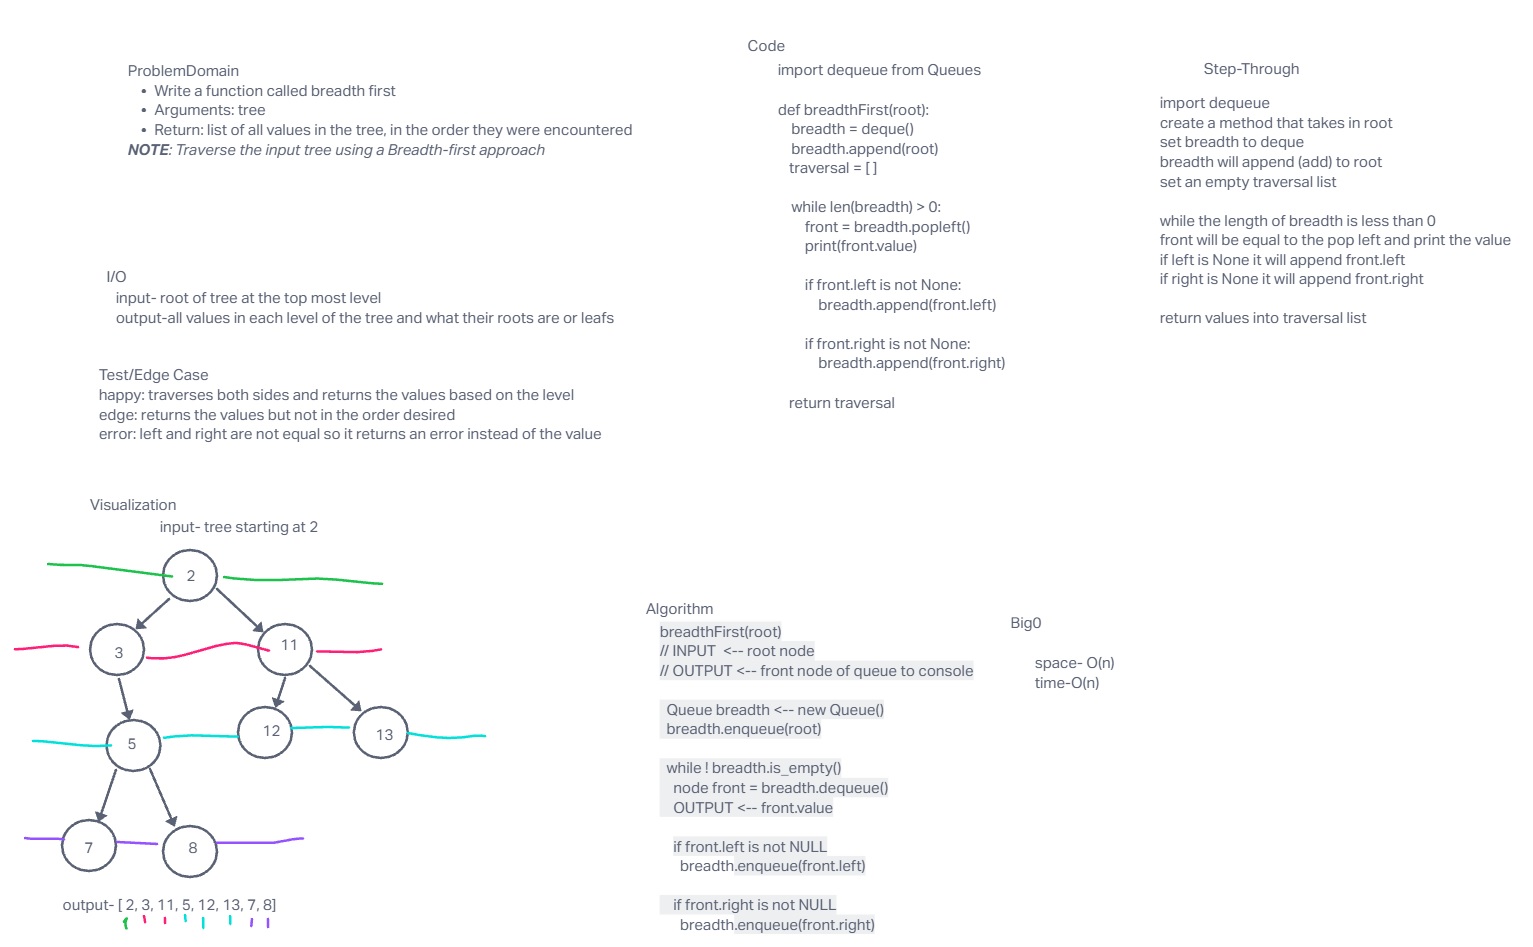 ProblemDomain
• Write a function called breadth first
• Arguments: tree
• Return: list of all values in the tree, in the order they were encountered
NOTE: Traverse the input tree using a Breadth-first approach
I/O
input- root of tree at the top most level
output-all values in each level of the tree and what their roots are or leafs
Test/Edge Case
happy: traverses both sides and returns the values based on the level
edge: returns the values but not in the order desired
error: left and right are not equal so it returns an error instead of the value
Visualization
input- tree starting at 2
2
3
11
5
12
13
7
8
output- [ 2, 3, 11, 5, 12, 13, 7, 8]
Code
import dequeue from Queues
def breadthFirst(root):
breadth = deque()
breadth.append(root)
traversal = [ ]
while len(breadth) > 0:
front = breadth.popleft()
print(front.value)
if front.left is not None:
breadth.append(front.left)
if front.right is not None:
breadth.append(front.right)
return traversal
Step-Through
import dequeue
create a method that takes in root
set breadth to deque
breadth will append (add) to root
set an empty traversal list
while the length of breadth is less than 0
front will be equal to the pop left and print the value
if left is None it will append front.left
if right is None it will append front.right
return values into traversal list
Algorithm
breadthFirst(root)
// INPUT <-- root node
// OUTPUT <-- front node of queue to console
Queue breadth <-- new Queue()
breadth.enqueue(root)
while ! breadth.is_empty()
node front = breadth.dequeue()
OUTPUT <-- front.value
if front.left is not NULL
breadth.enqueue(front.left)
if front.right is not NULL
breadth.enqueue(front.right)
Big0
space- O(n)
time-O(n)